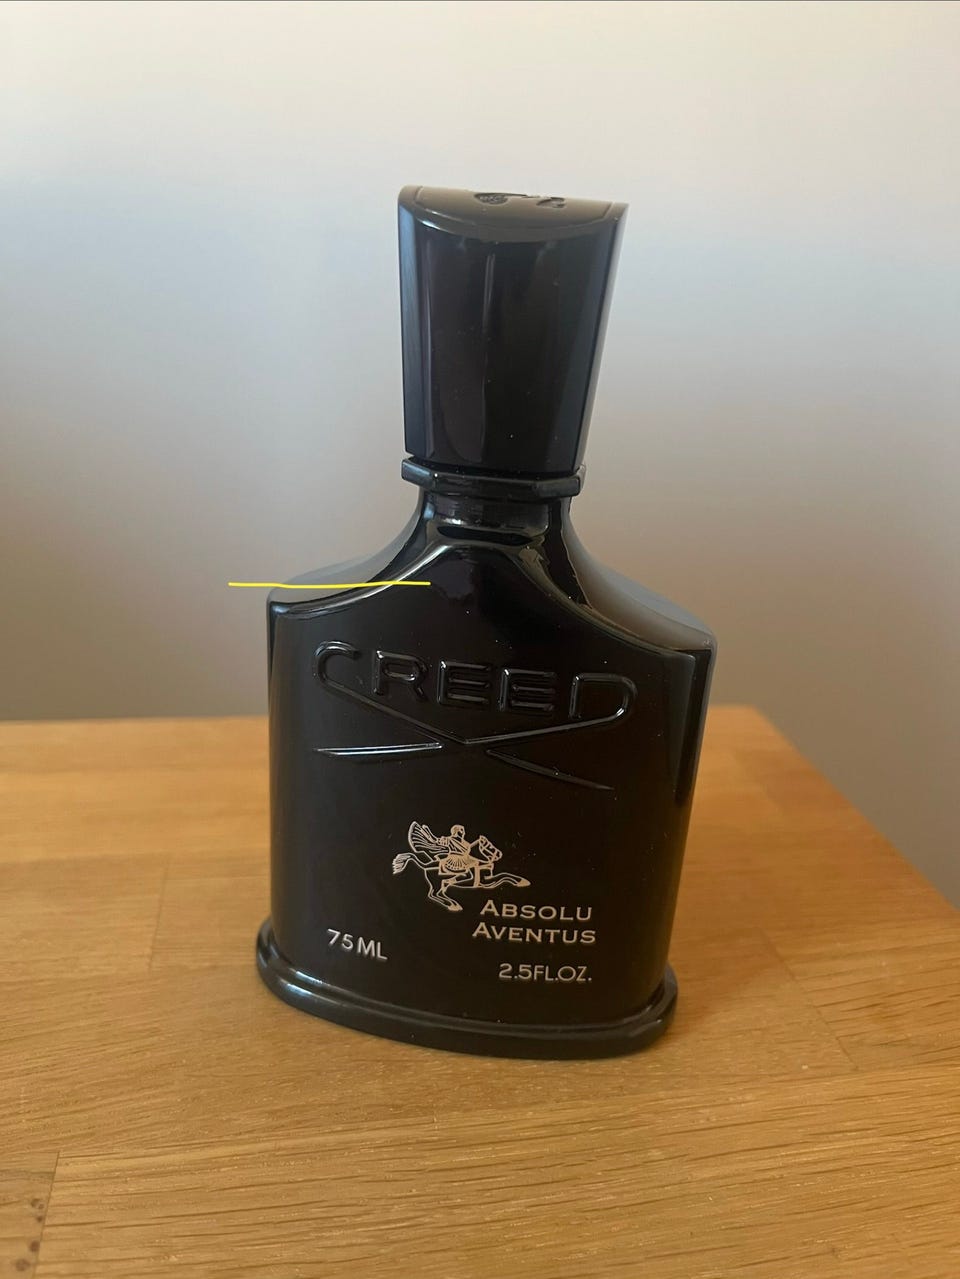 CREED
ABSOLU
AVENTUS
75ML
2.5FL.OZ.